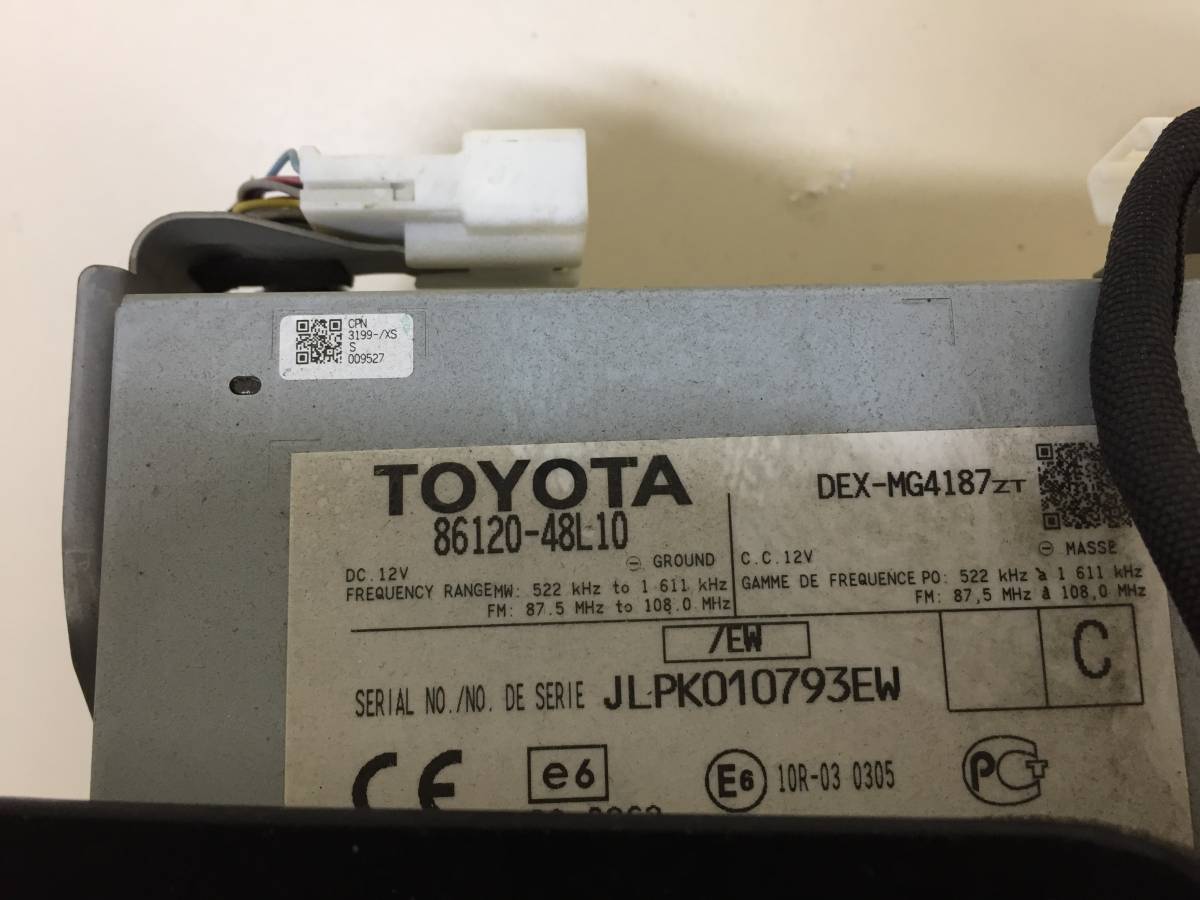 CPN
3199-/XS
S
009527
TOYOTA
86120-48L10
DEX-MG4187ZT
DC.12V
⊖ GROUND
FREQUENCY RANGE MW: 522 kHz to 1 611 kHz
FM: 87.5 MHz to 108.0 MHz
C.C.12V
⊖ MASSE
GAMME DE FREQUENCE PO: 522 kHz à 1 611 kHz
FM: 87,5 MHz à 108,0 MHz
/EW
C
SERIAL NO./NO. DE SERIE JLPK010793EW
CE
e6
E6
10R-03 0305
PCT